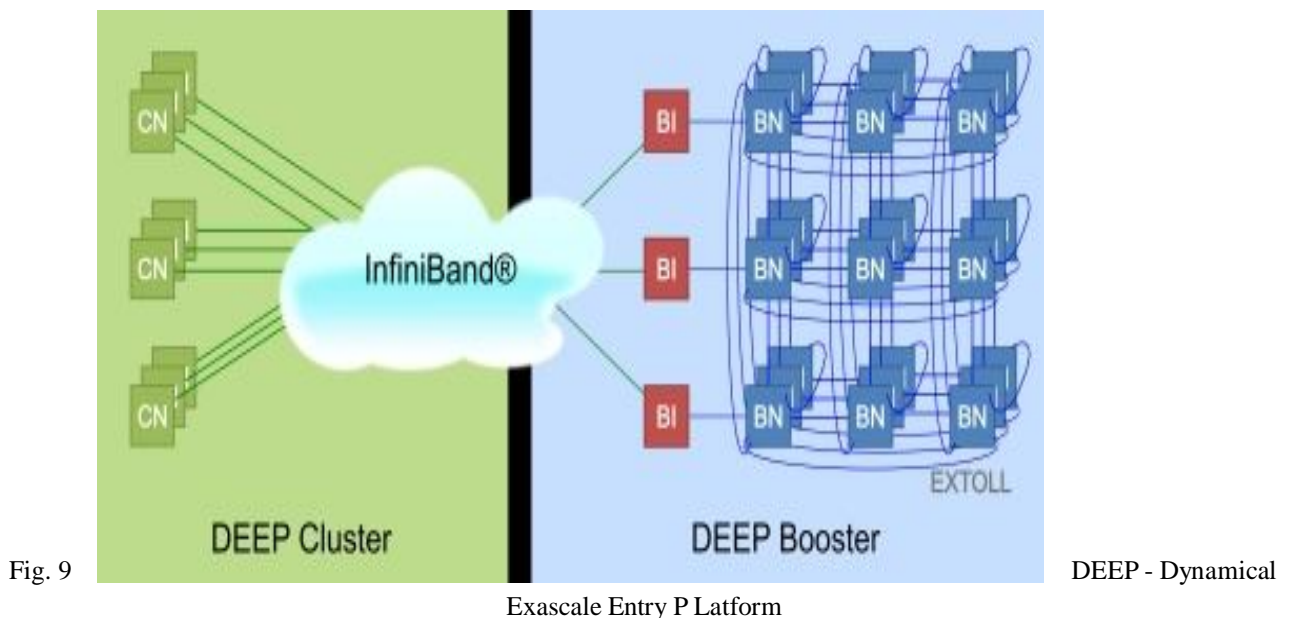 CN
BI
BN
BN
BN
CN
InfiniBand®
BI
BN
BN
BN
CN
BI
BN
BN
BN
EXTOLL
DEEP Cluster
DEEP Booster
Fig. 9 DEEP - Dynamical
Exascale Entry P Latform